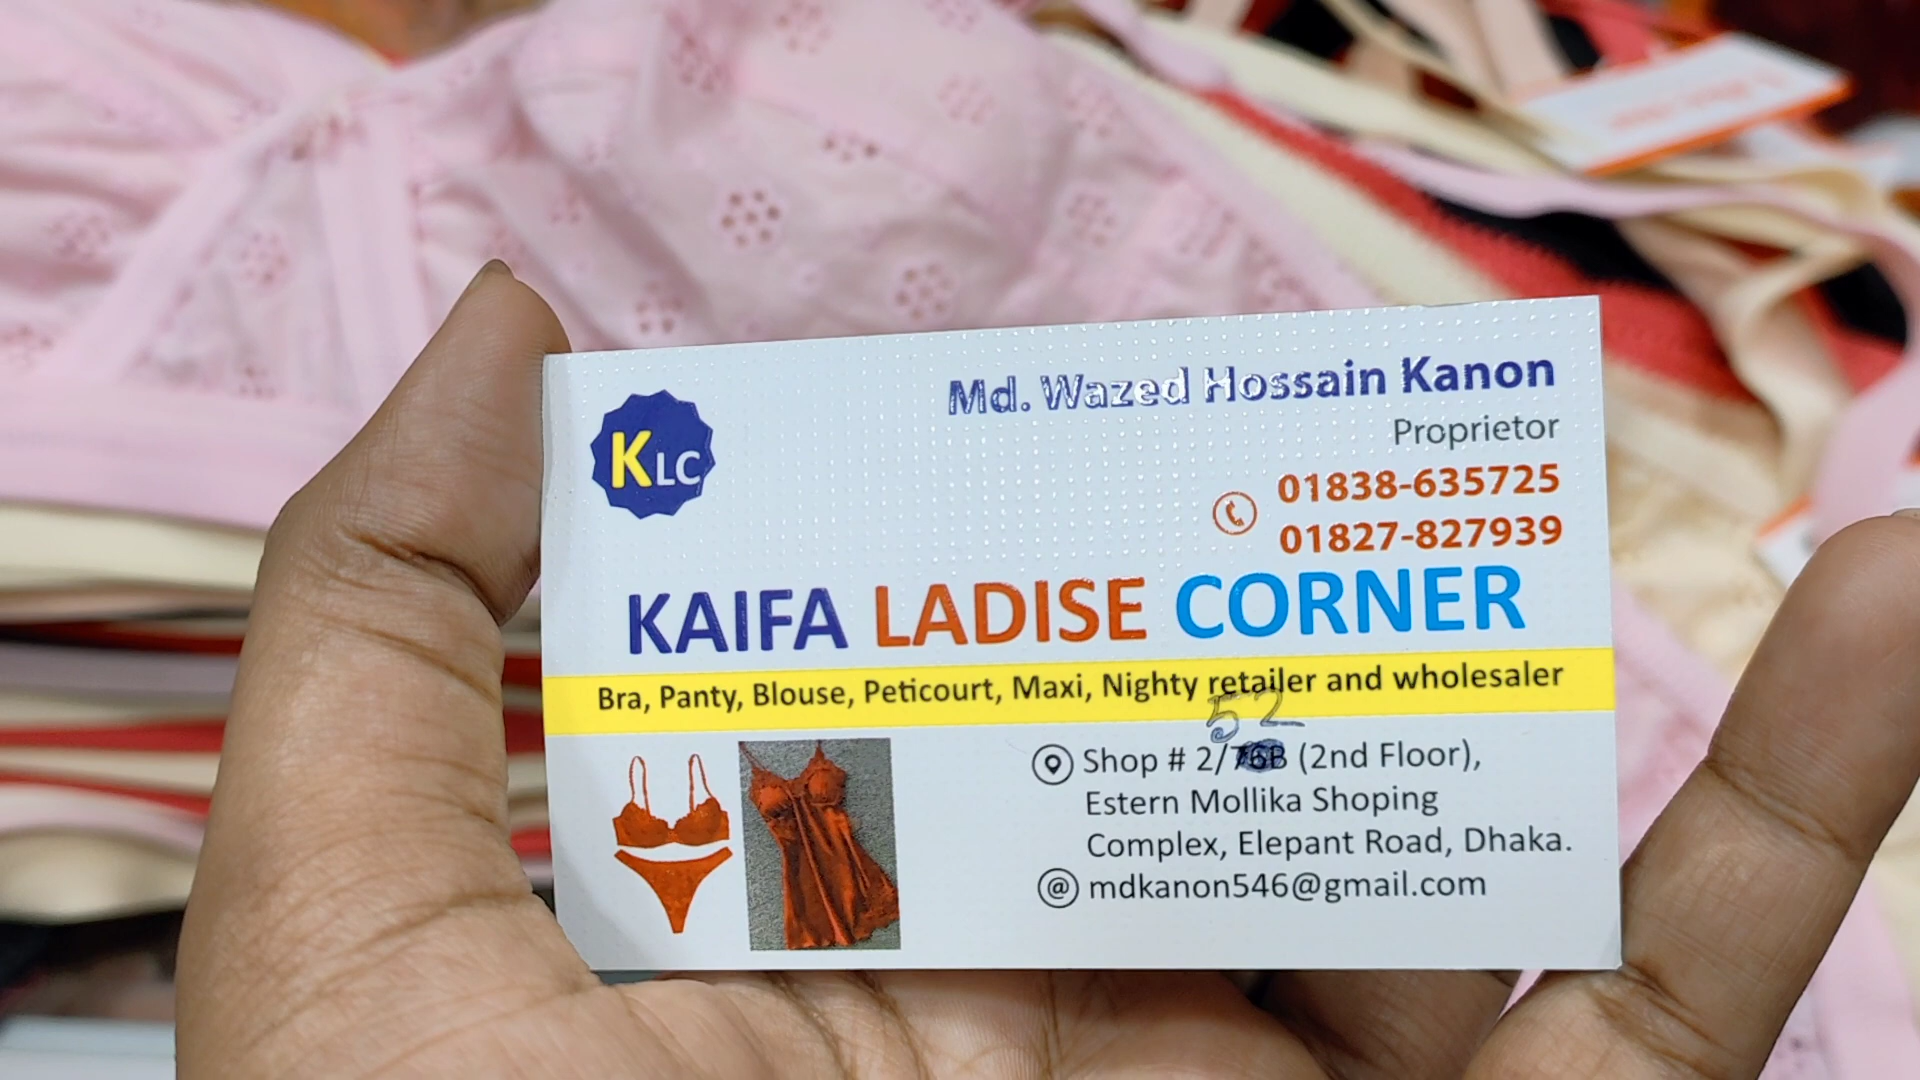 KLC
Md. Wazed Hossain Kanon
Proprietor
01838-635725
01827-827939
KAIFA LADISE CORNER
Bra, Panty, Blouse, Peticourt, Maxi, Nighty retailer and wholesaler
52
Shop # 2/76B (2nd Floor),
Estern Mollika Shoping
Complex, Elepant Road, Dhaka.
mdkanon546@gmail.com